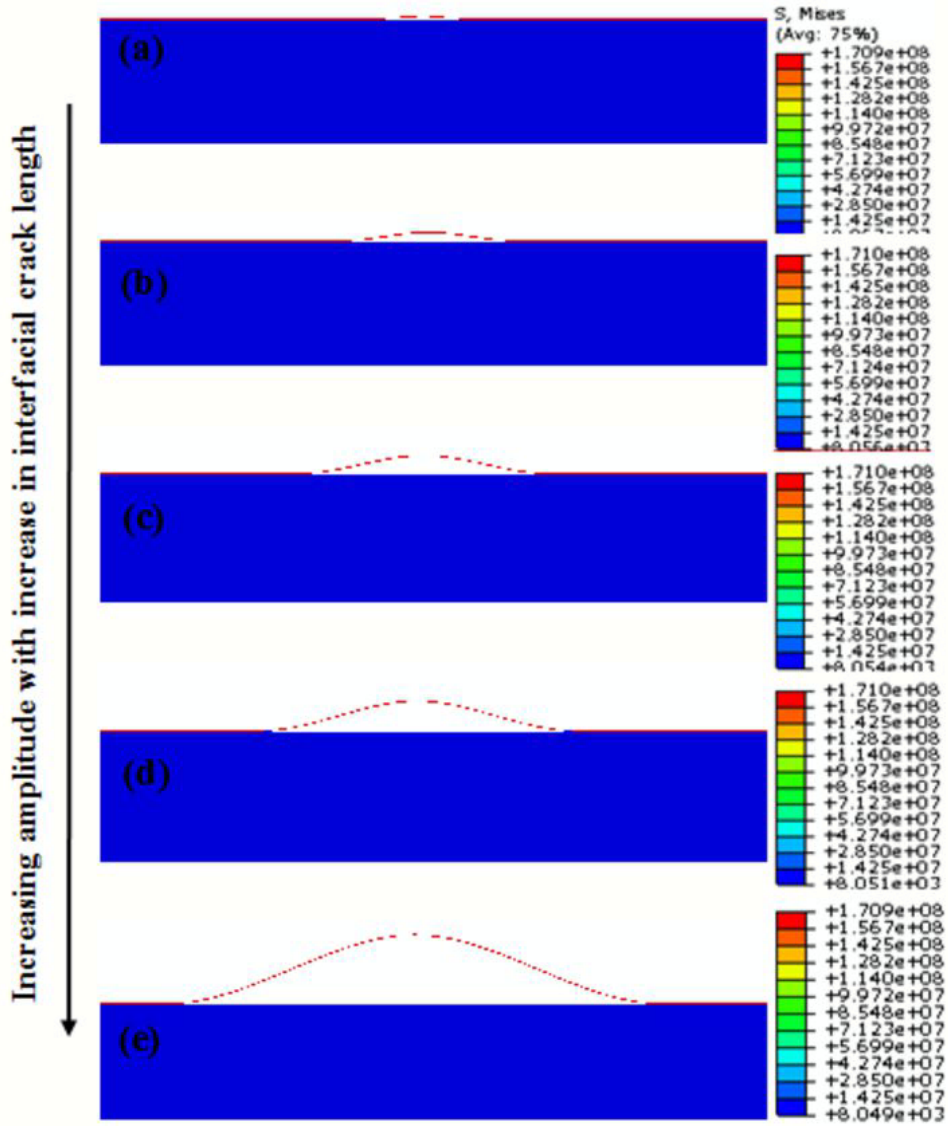 S, Mises
(Avg: 75%)
+1.709e+08
+1.567e+08
+1.425e+08
+1.282e+08
+1.140e+08
+9.972e+07
+8.548e+07
+7.123e+07
+5.699e+07
+4.274e+07
+2.850e+07
+1.425e+07
(a)
+1.710e+08
+1.567e+08
+1.425e+08
+1.282e+08
+1.140e+08
+9.973e+07
+8.548e+07
+7.124e+07
+5.699e+07
+4.274e+07
+2.850e+07
+1.425e+07
+8.056e+03
(b)
+1.710e+08
+1.567e+08
+1.425e+08
+1.282e+08
+1.140e+08
+9.973e+07
+8.548e+07
+7.123e+07
+5.699e+07
+4.274e+07
+2.850e+07
+1.425e+07
+8.054e+03
(c)
+1.710e+08
+1.567e+08
+1.425e+08
+1.282e+08
+1.140e+08
+9.973e+07
+8.548e+07
+7.123e+07
+5.699e+07
+4.274e+07
+2.850e+07
+1.425e+07
+8.051e+03
(d)
+1.709e+08
+1.567e+08
+1.425e+08
+1.282e+08
+1.140e+08
+9.972e+07
+8.548e+07
+7.123e+07
+5.699e+07
+4.274e+07
+2.850e+07
+1.425e+07
+8.049e+03
(e)
Increasing amplitude with increase in interfacial crack length